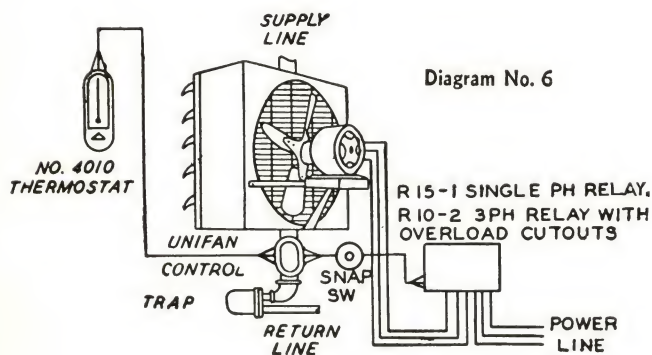 SUPPLY
LINE
Diagram No. 6
NO. 4010
THERMOSTAT
R15-1 SINGLE PH RELAY.
R10-2 3PH RELAY WITH
OVERLOAD CUTOUTS
UNIFAN
CONTROL
SNAP
SW
TRAP
RETURN
LINE
POWER
LINE